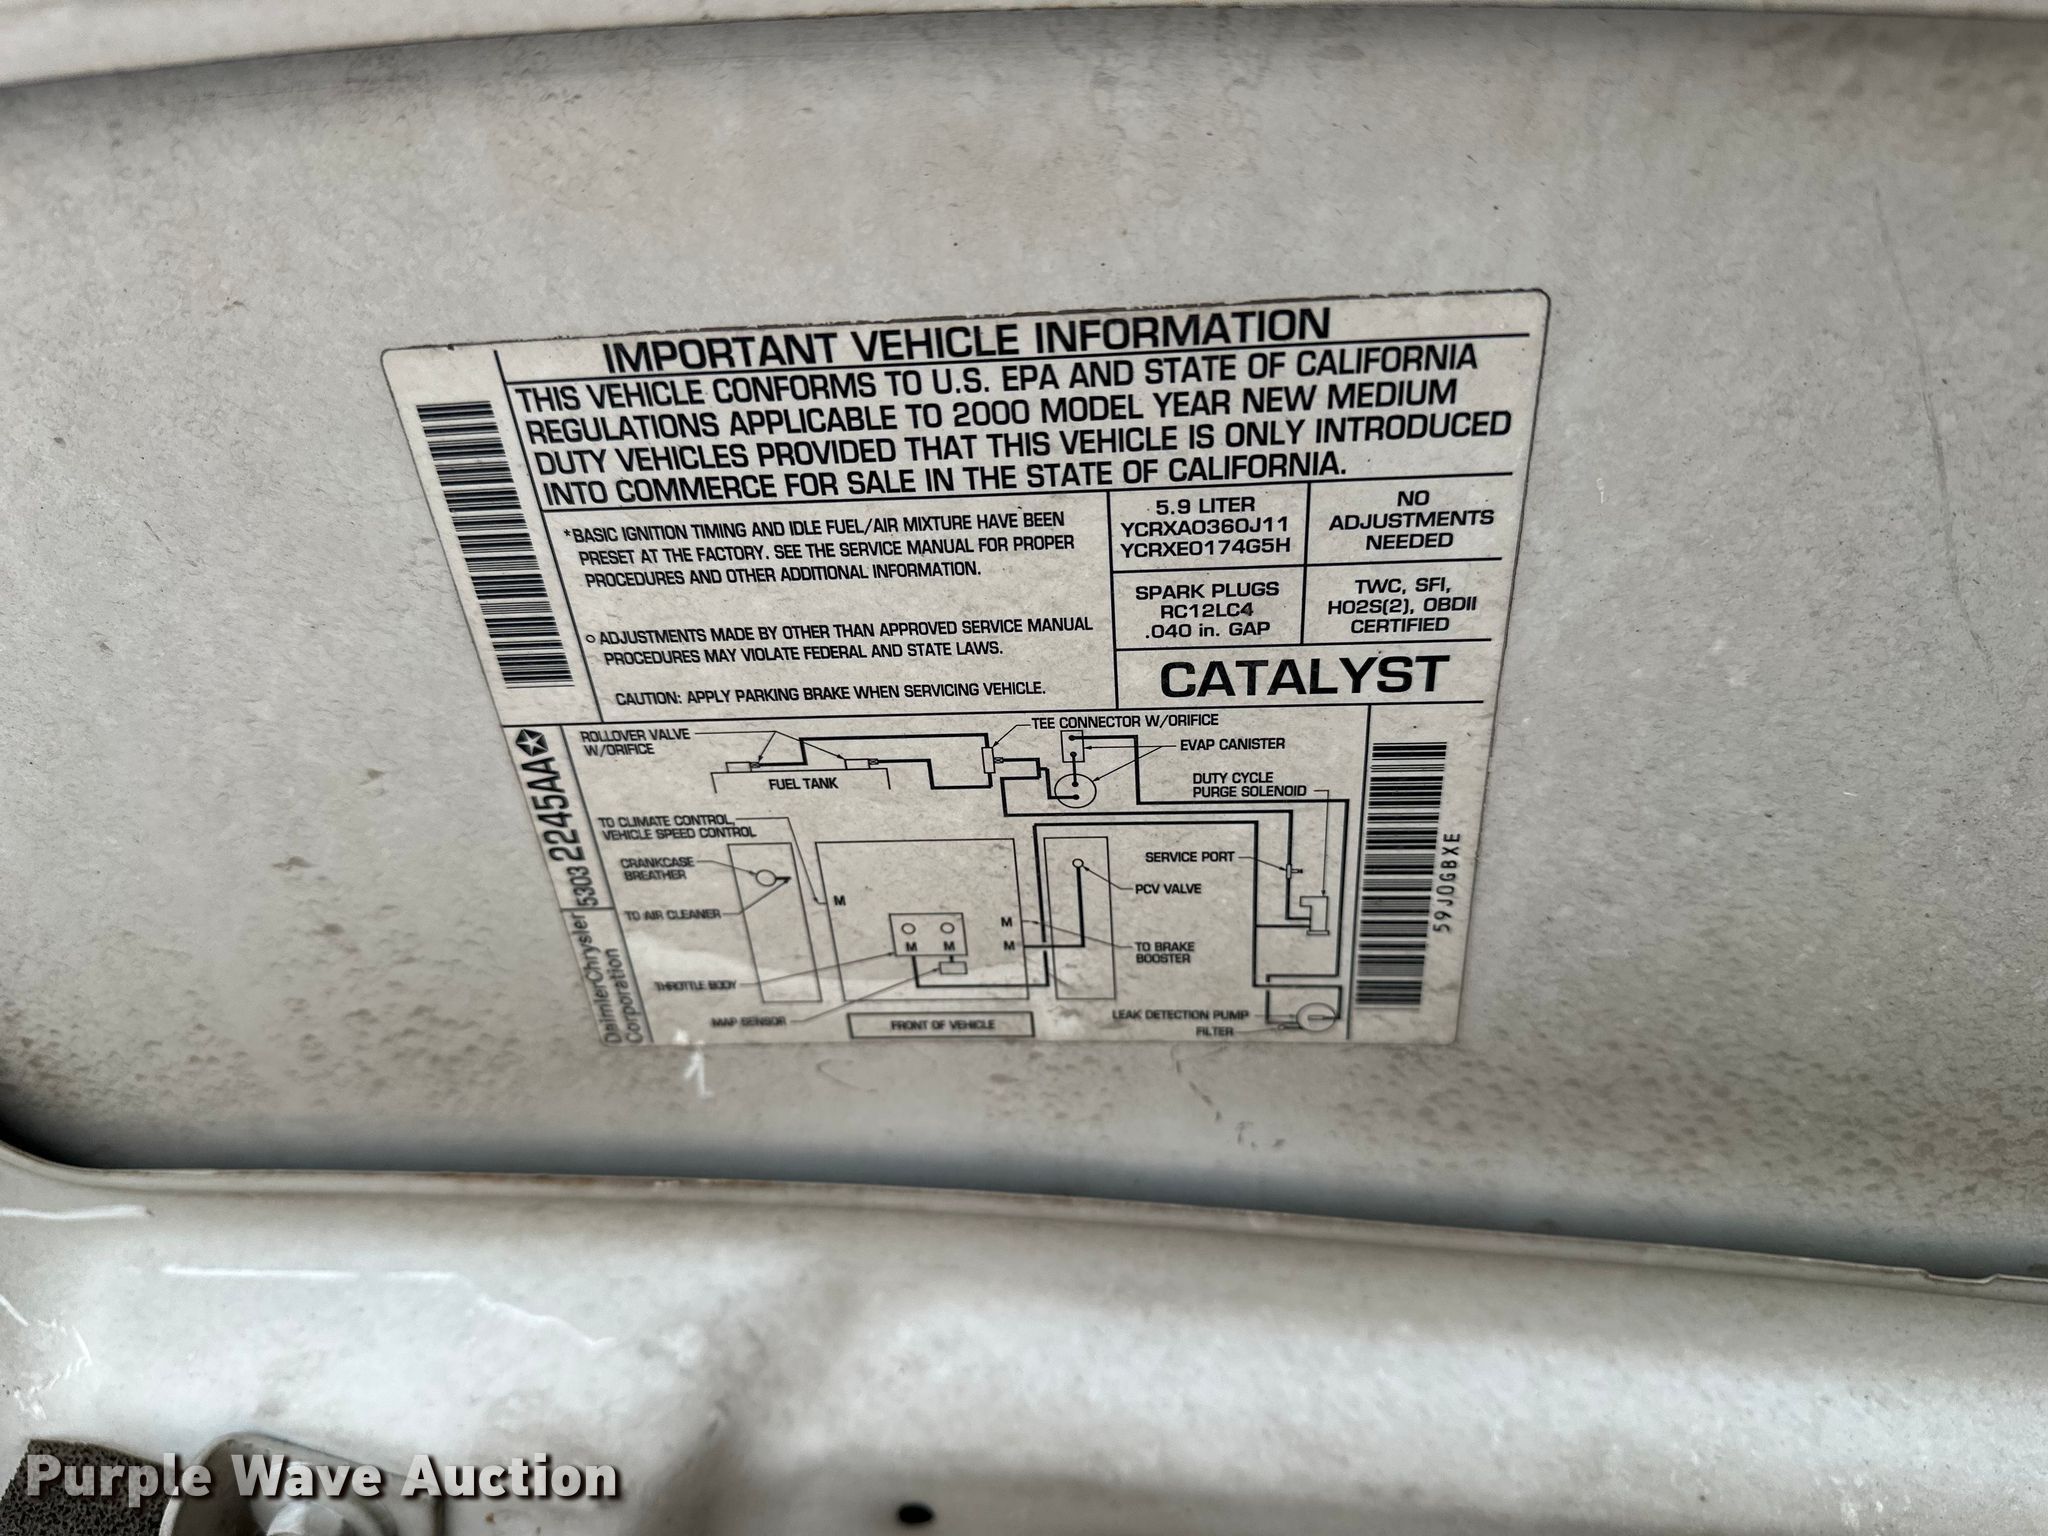 IMPORTANT VEHICLE INFORMATION
THIS VEHICLE CONFORMS TO U.S. EPA AND STATE OF CALIFORNIA
REGULATIONS APPLICABLE TO 2000 MODEL YEAR NEW MEDIUM
DUTY VEHICLES PROVIDED THAT THIS VEHICLE IS ONLY INTRODUCED
INTO COMMERCE FOR SALE IN THE STATE OF CALIFORNIA.
*BASIC IGNITION TIMING AND IDLE FUEL/AIR MIXTURE HAVE BEEN
PRESET AT THE FACTORY. SEE THE SERVICE MANUAL FOR PROPER
PROCEDURES AND OTHER ADDITIONAL INFORMATION.
○ ADJUSTMENTS MADE BY OTHER THAN APPROVED SERVICE MANUAL
PROCEDURES MAY VIOLATE FEDERAL AND STATE LAWS.
CAUTION: APPLY PARKING BRAKE WHEN SERVICING VEHICLE.
5.9 LITER
YCRXA0360J11
YCRXE0174G5H
NO
ADJUSTMENTS
NEEDED
SPARK PLUGS
RC12LC4
.040 in. GAP
TWC, SFI,
HO2S(2), OBDII
CERTIFIED
CATALYST
DaimlerChrysler
Corporation
5303 2245AA
ROLLOVER VALVE
W/ORIFICE
FUEL TANK
TEE CONNECTOR W/ORIFICE
EVAP CANISTER
DUTY CYCLE
PURGE SOLENOID
TO CLIMATE CONTROL,
VEHICLE SPEED CONTROL
CRANKCASE
BREATHER
TO AIR CLEANER
THROTTLE BODY
MAP SENSOR
M
M
M
M
M
FRONT OF VEHICLE
SERVICE PORT
PCV VALVE
TO BRAKE
BOOSTER
LEAK DETECTION PUMP
FILTER
59J0GBXE
Purple Wave Auction